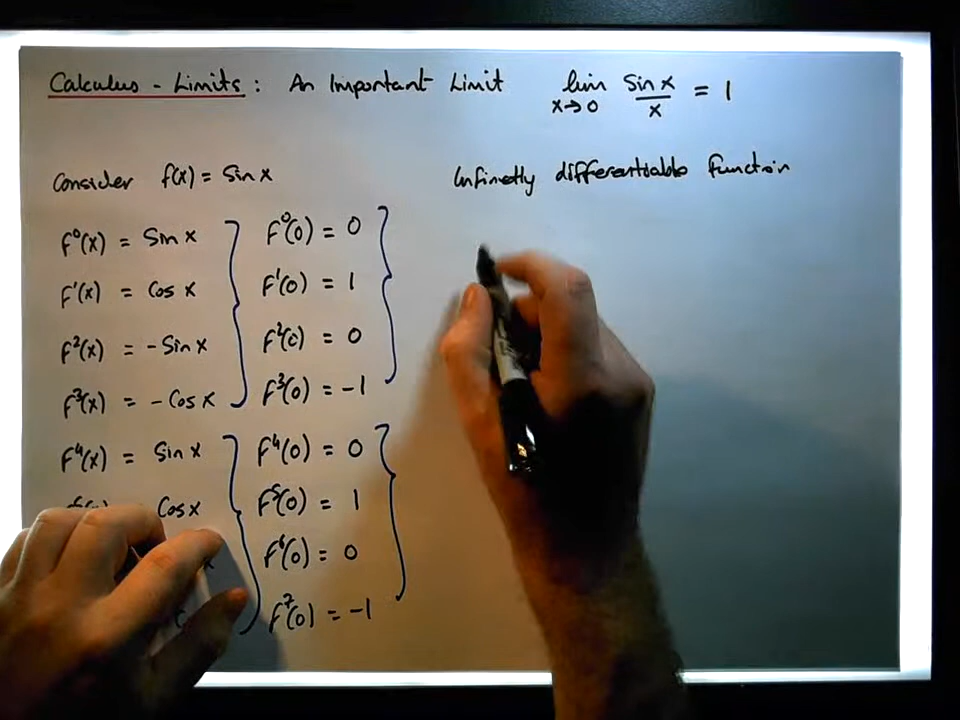 Calculus - Limits : An Important Limit lim x→0 Sin x / x = 1
Consider f(x) = Sin x
Infinetly differentiable function
f⁰(x) = Sin x
f'(x) = Cos x
f²(x) = - Sin x
f³(x) = - Cos x
f⁴(x) = Sin x
Cos x
f⁰(0) = 0
f'(0) = 1
f²(0) = 0
f³(0) = -1
f⁴(0) = 0
f⁵(0) = 1
f⁶(0) = 0
f⁷(0) = -1